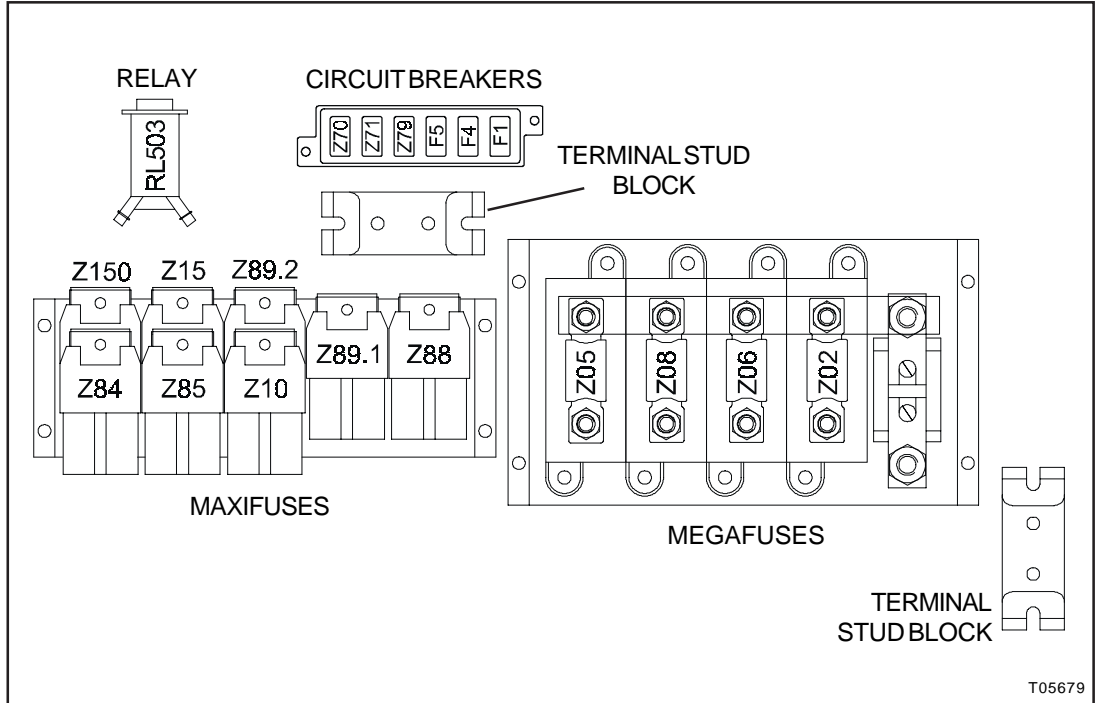 RELAY
CIRCUIT BREAKERS
RL503
Z70 Z71 Z79 F5 F4 F1
TERMINAL STUD
BLOCK
Z150 Z15 Z89.2
Z89.1 Z88
Z84 Z85 Z10
Z05 Z08 Z06 Z02
MAXIFUSES
MEGAFUSES
TERMINAL
STUD BLOCK
T05679